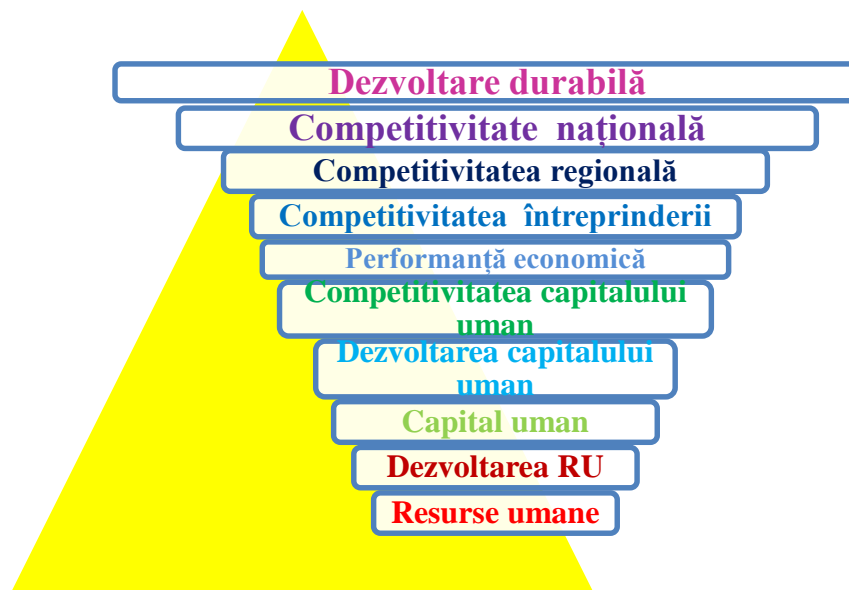 Dezvoltare durabilă
Competitivitate națională
Competitivitatea regională
Competitivitatea întreprinderii
Performanță economică
Competitivitatea capitalului
uman
Dezvoltarea capitalului
uman
Capital uman
Dezvoltarea RU
Resurse umane